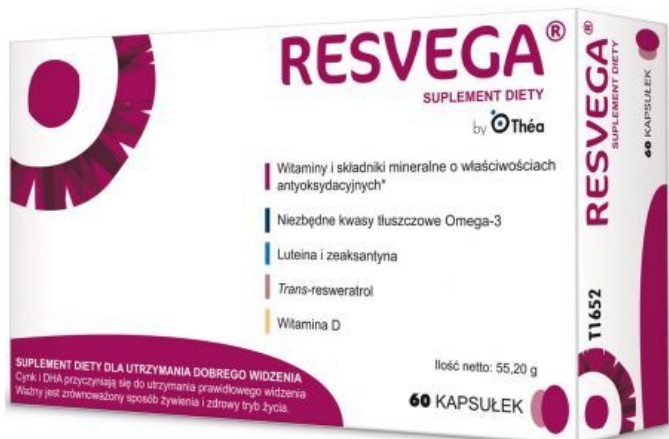 RESVEGA®
SUPLEMENT DIETY
by Théa
Witaminy i składniki mineralne o właściwościach
antyoksydacyjnych*
Niezbędne kwasy tłuszczowe Omega-3
Luteina i zeaksantyna
Trans-resweratrol
Witamina D
SUPLEMENT DIETY DLA UTRZYMANIA DOBREGO WIDZENIA
Cynk i DHA przyczyniają się do utrzymania prawidłowego widzenia
Ważny jest zrównoważony sposób żywienia i zdrowy tryb życia.
Ilość netto: 55,20 g
60 KAPSUŁEK
RESVEGA®
SUPLEMENT DIETY
60 KAPSUŁEK
T1652